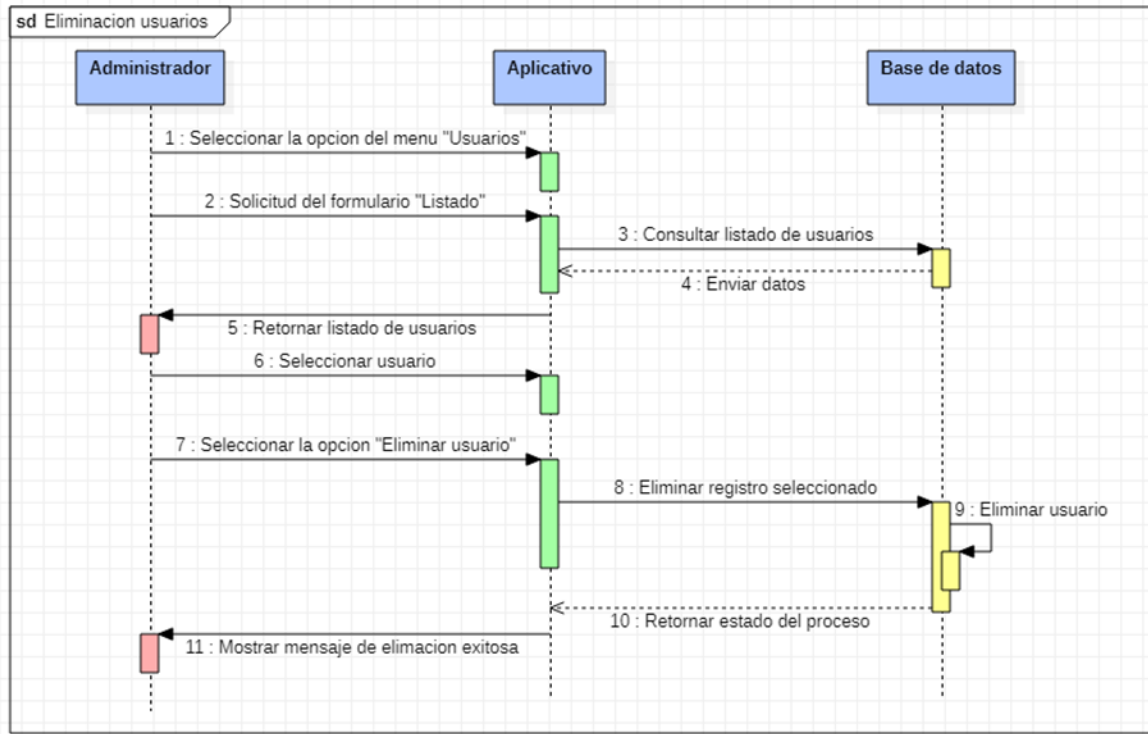 sd Eliminacion usuarios
Administrador
Aplicativo
Base de datos
1 : Seleccionar la opcion del menu "Usuarios"
2 : Solicitud del formulario "Listado"
3 : Consultar listado de usuarios
4 : Enviar datos
5 : Retornar listado de usuarios
6 : Seleccionar usuario
7 : Seleccionar la opcion "Eliminar usuario"
8 : Eliminar registro seleccionado
9 : Eliminar usuario
10 : Retornar estado del proceso
11 : Mostrar mensaje de elimacion exitosa